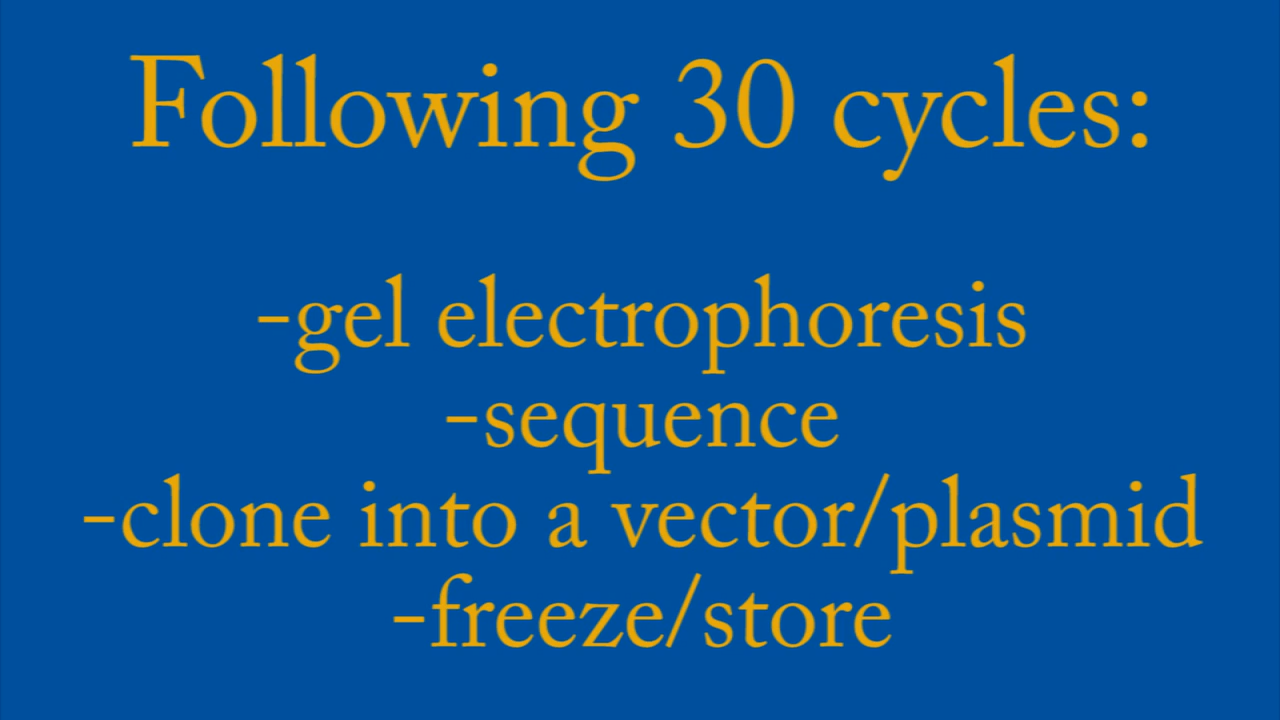 Following 30 cycles:
-gel electrophoresis
-sequence
-clone into a vector/plasmid
-freeze/store